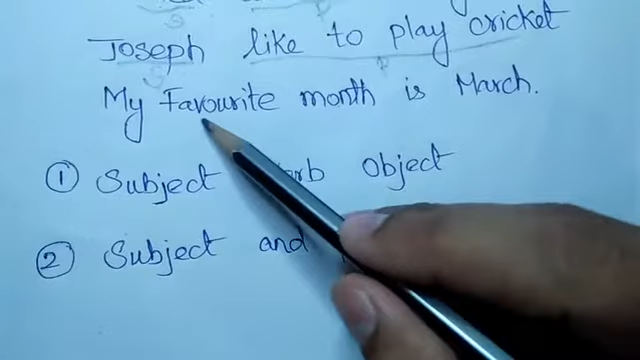 Joseph like to play cricket
My Favourite month is March.
① Subject Object
② Subject and